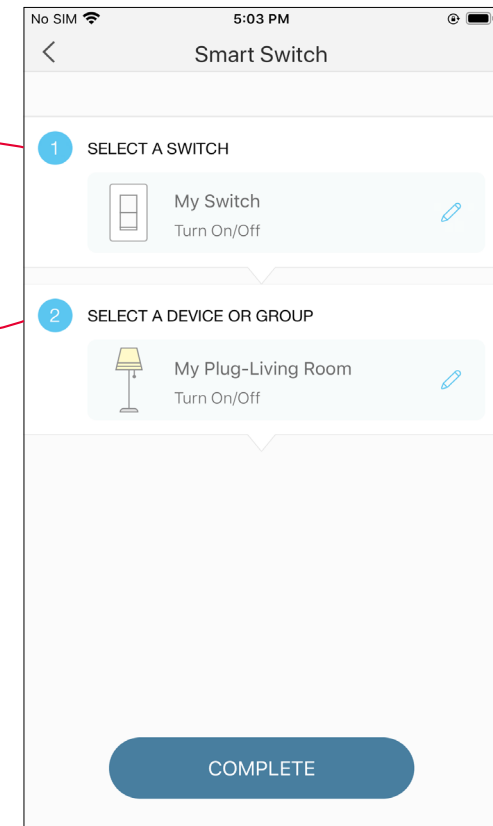 No SIM 5:03 PM
Smart Switch
1 SELECT A SWITCH
My Switch
Turn On/Off
2 SELECT A DEVICE OR GROUP
My Plug-Living Room
Turn On/Off
COMPLETE